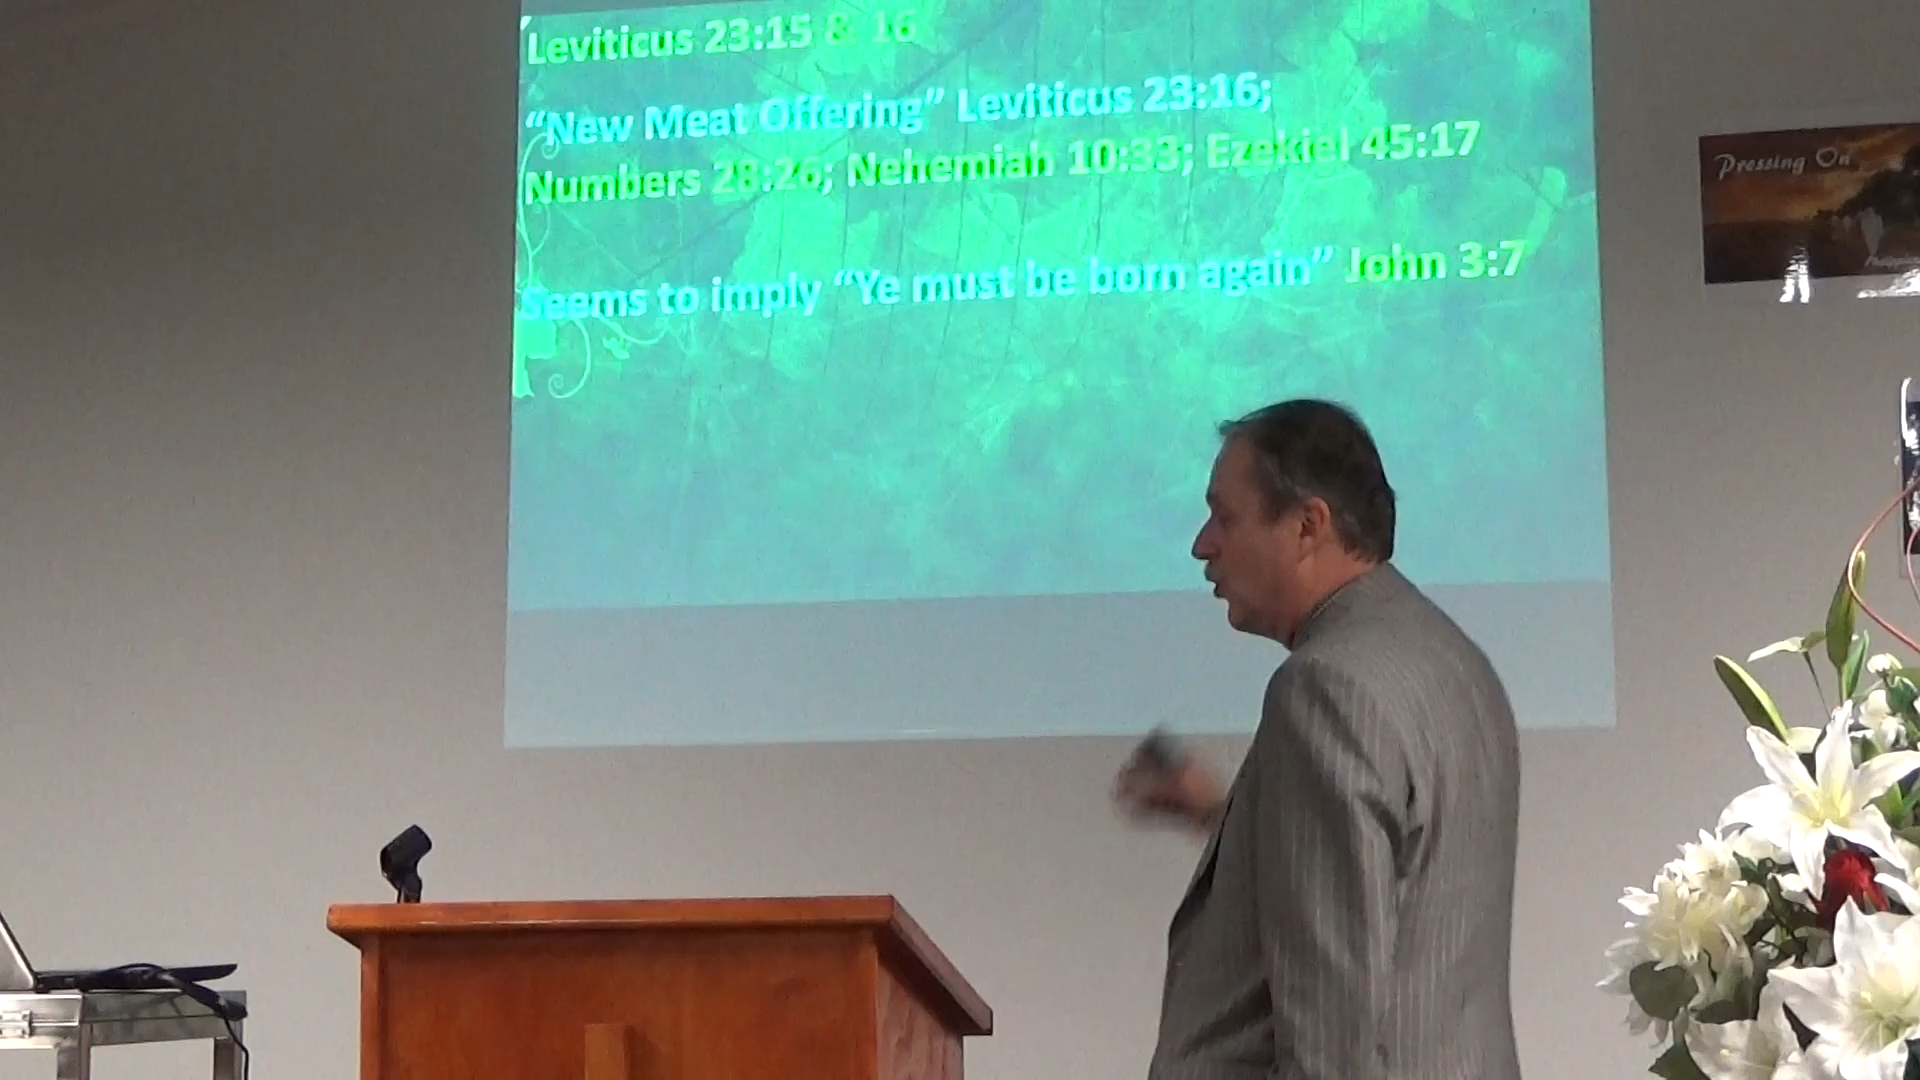 Leviticus 23:15 & 16
“New Meat Offering” Leviticus 23:16;
Numbers 28:26; Nehemiah 10:33; Ezekiel 45:17
Seems to imply “Ye must be born again” John 3:7
Pressing On